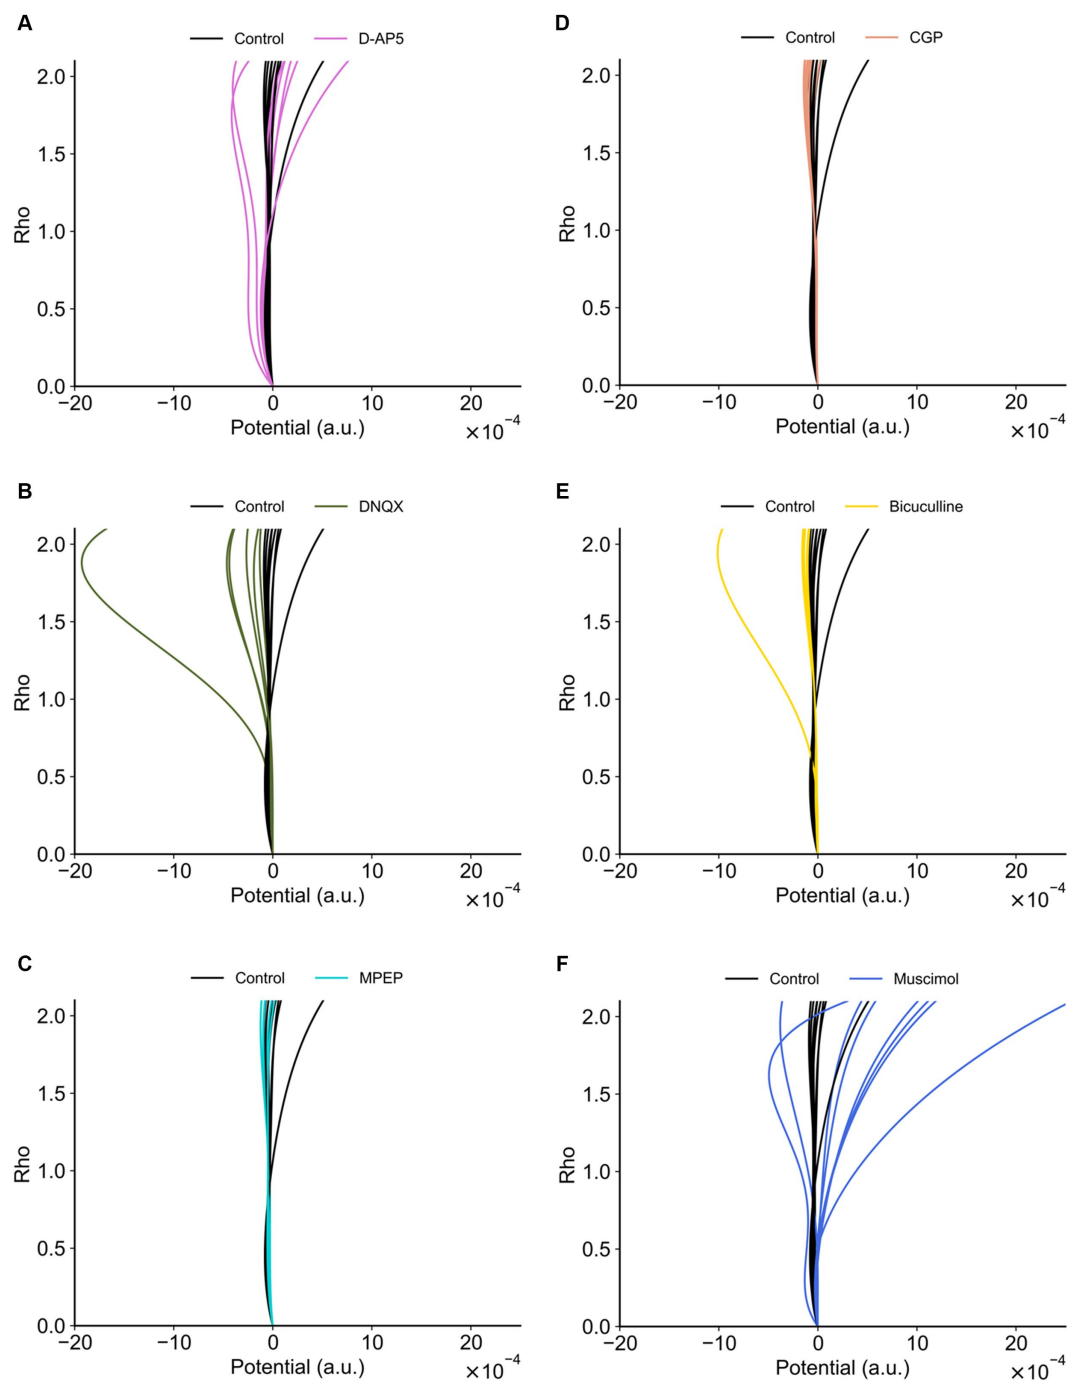 A
Control D-AP5
2.0
1.5
1.0
0.5
0.0
Rho
−20 −10 0 10 20
Potential (a.u.)
×10⁻⁴
D
Control CGP
2.0
1.5
1.0
0.5
0.0
Rho
−20 −10 0 10 20
Potential (a.u.)
×10⁻⁴
B
Control DNQX
2.0
1.5
1.0
0.5
0.0
Rho
−20 −10 0 10 20
Potential (a.u.)
×10⁻⁴
E
Control Bicuculline
2.0
1.5
1.0
0.5
0.0
Rho
−20 −10 0 10 20
Potential (a.u.)
×10⁻⁴
C
Control MPEP
2.0
1.5
1.0
0.5
0.0
Rho
−20 −10 0 10 20
Potential (a.u.)
×10⁻⁴
F
Control Muscimol
2.0
1.5
1.0
0.5
0.0
Rho
−20 −10 0 10 20
Potential (a.u.)
×10⁻⁴